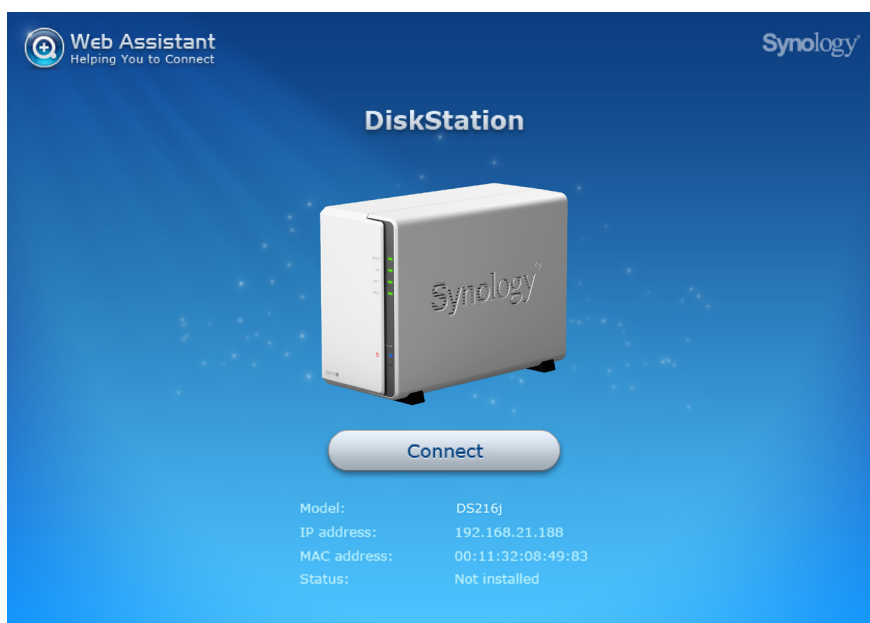 Web Assistant
Helping You to Connect
Synology
DiskStation
Synology
Connect
Model: DS216j
IP address: 192.168.21.188
MAC address: 00:11:32:08:49:83
Status: Not installed